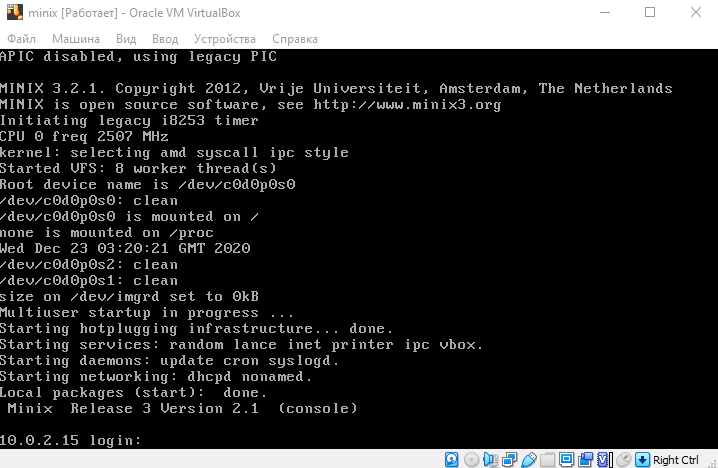 minix [Работает] - Oracle VM VirtualBox
Файл Машина Вид Ввод Устройства Справка
APIC disabled, using legacy PIC
MINIX 3.2.1. Copyright 2012, Vrije Universiteit, Amsterdam, The Netherlands
MINIX is open source software, see http://www.minix3.org
Initiating legacy i8253 timer
CPU 0 freq 2507 MHz
kernel: selecting amd syscall ipc style
Started VFS: 8 worker thread(s)
Root device name is /dev/c0d0p0s0
/dev/c0d0p0s0: clean
/dev/c0d0p0s0 is mounted on /
none is mounted on /proc
Wed Dec 23 03:20:21 GMT 2020
/dev/c0d0p0s2: clean
/dev/c0d0p0s1: clean
size on /dev/imgrd set to 0kB
Multiuser startup in progress ...
Starting hotplugging infrastructure... done.
Starting services: random lance inet printer ipc vbox.
Starting daemons: update cron syslogd.
Starting networking: dhcpd nonamed.
Local packages (start):  done.
Minix  Release 3 Version 2.1  (console)
10.0.2.15 login:
Right Ctrl